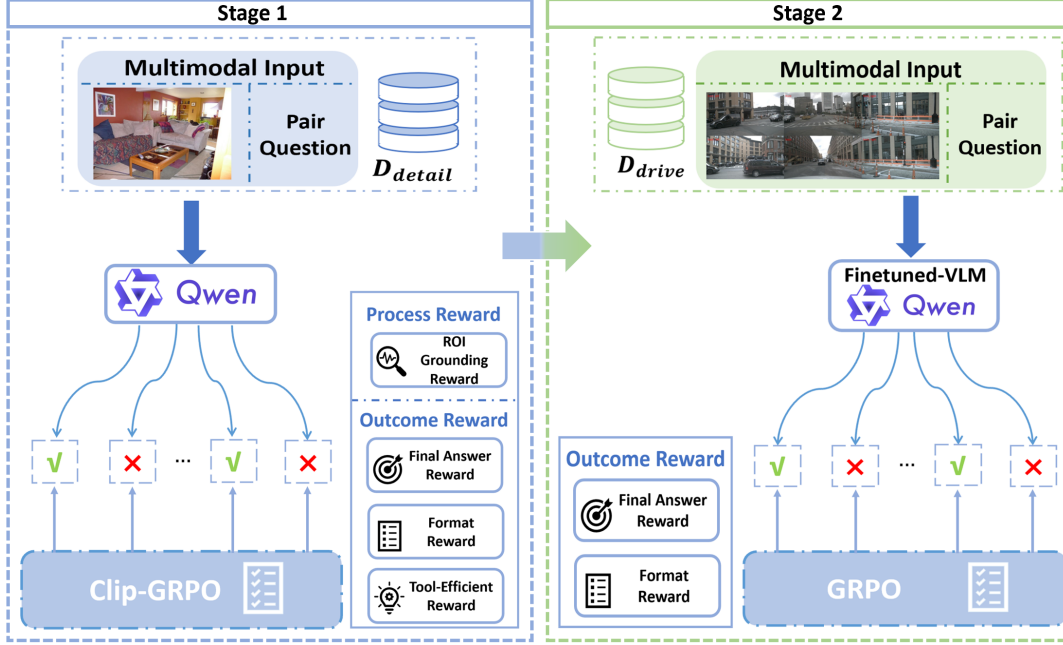 Stage 1
Multimodal Input
Pair
Question
D_detail
Qwen
Process Reward
ROI
Grounding
Reward
Outcome Reward
Final Answer
Reward
Format
Reward
Tool-Efficient
Reward
√
×
...
√
×
Clip-GRPO
Stage 2
D_drive
Multimodal Input
Pair
Question
Finetuned-VLM
Qwen
Outcome Reward
Final Answer
Reward
Format
Reward
√
×
...
√
×
GRPO